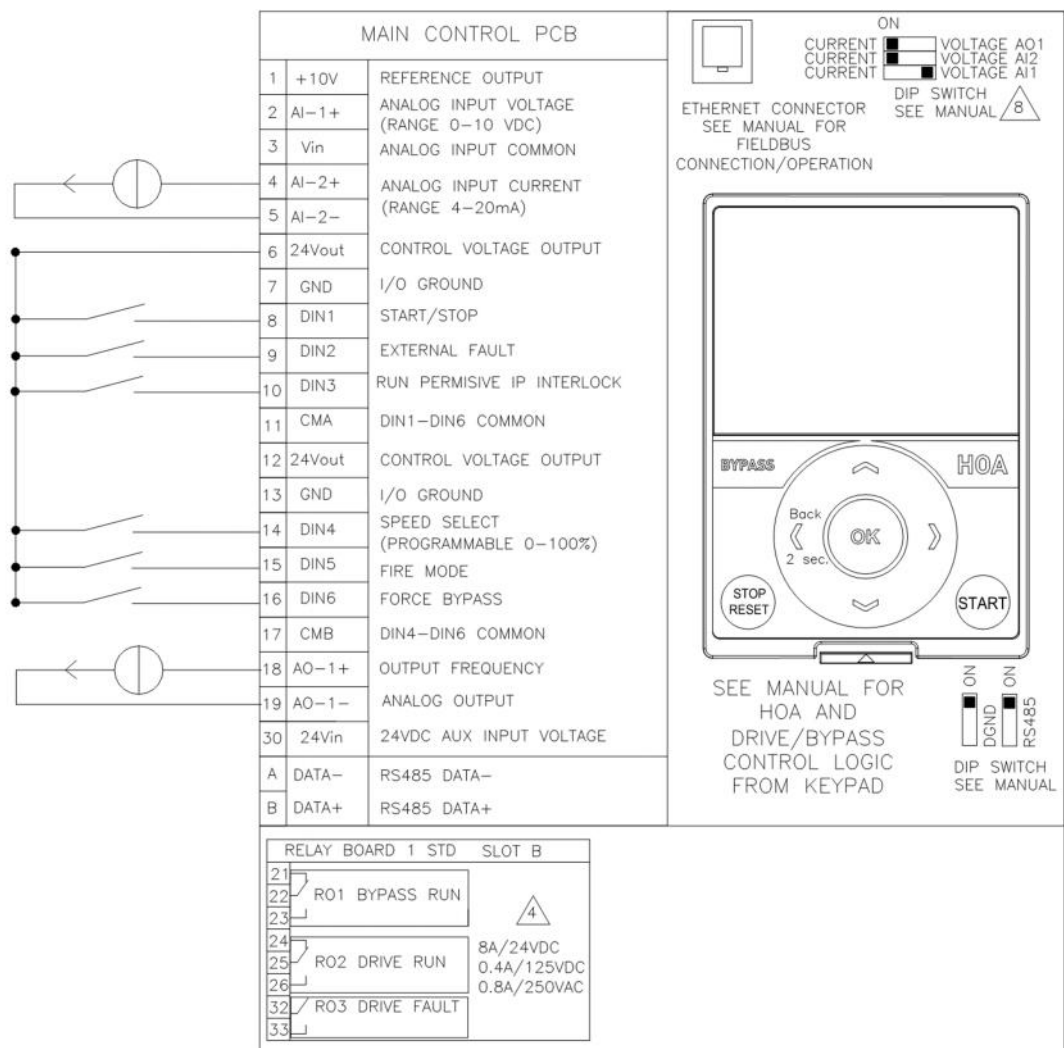 MAIN CONTROL PCB
1 +10V REFERENCE OUTPUT
2 AI-1+ ANALOG INPUT VOLTAGE
(RANGE 0-10 VDC)
3 Vin ANALOG INPUT COMMON
4 AI-2+ ANALOG INPUT CURRENT
5 AI-2- (RANGE 4-20mA)
6 24Vout CONTROL VOLTAGE OUTPUT
7 GND I/O GROUND
8 DIN1 START/STOP
9 DIN2 EXTERNAL FAULT
10 DIN3 RUN PERMISIVE IP INTERLOCK
11 CMA DIN1-DIN6 COMMON
12 24Vout CONTROL VOLTAGE OUTPUT
13 GND I/O GROUND
14 DIN4 SPEED SELECT
(PROGRAMMABLE 0-100%)
15 DIN5 FIRE MODE
16 DIN6 FORCE BYPASS
17 CMB DIN4-DIN6 COMMON
18 AO-1+ OUTPUT FREQUENCY
19 AO-1- ANALOG OUTPUT
30 24Vin 24VDC AUX INPUT VOLTAGE
A DATA- RS485 DATA-
B DATA+ RS485 DATA+
ON
CURRENT VOLTAGE AO1
CURRENT VOLTAGE AI2
CURRENT VOLTAGE AI1
DIP SWITCH
SEE MANUAL 8
ETHERNET CONNECTOR
SEE MANUAL FOR
FIELDBUS
CONNECTION/OPERATION
BYPASS HOA
Back
OK
2 sec.
STOP
RESET
START
SEE MANUAL FOR
HOA AND
DRIVE/BYPASS
CONTROL LOGIC
FROM KEYPAD
ON ON
DGND RS485
DIP SWITCH
SEE MANUAL
RELAY BOARD 1 STD SLOT B
21
22 RO1 BYPASS RUN
23
4
24
25 RO2 DRIVE RUN
26
8A/24VDC
0.4A/125VDC
0.8A/250VAC
32 RO3 DRIVE FAULT
33